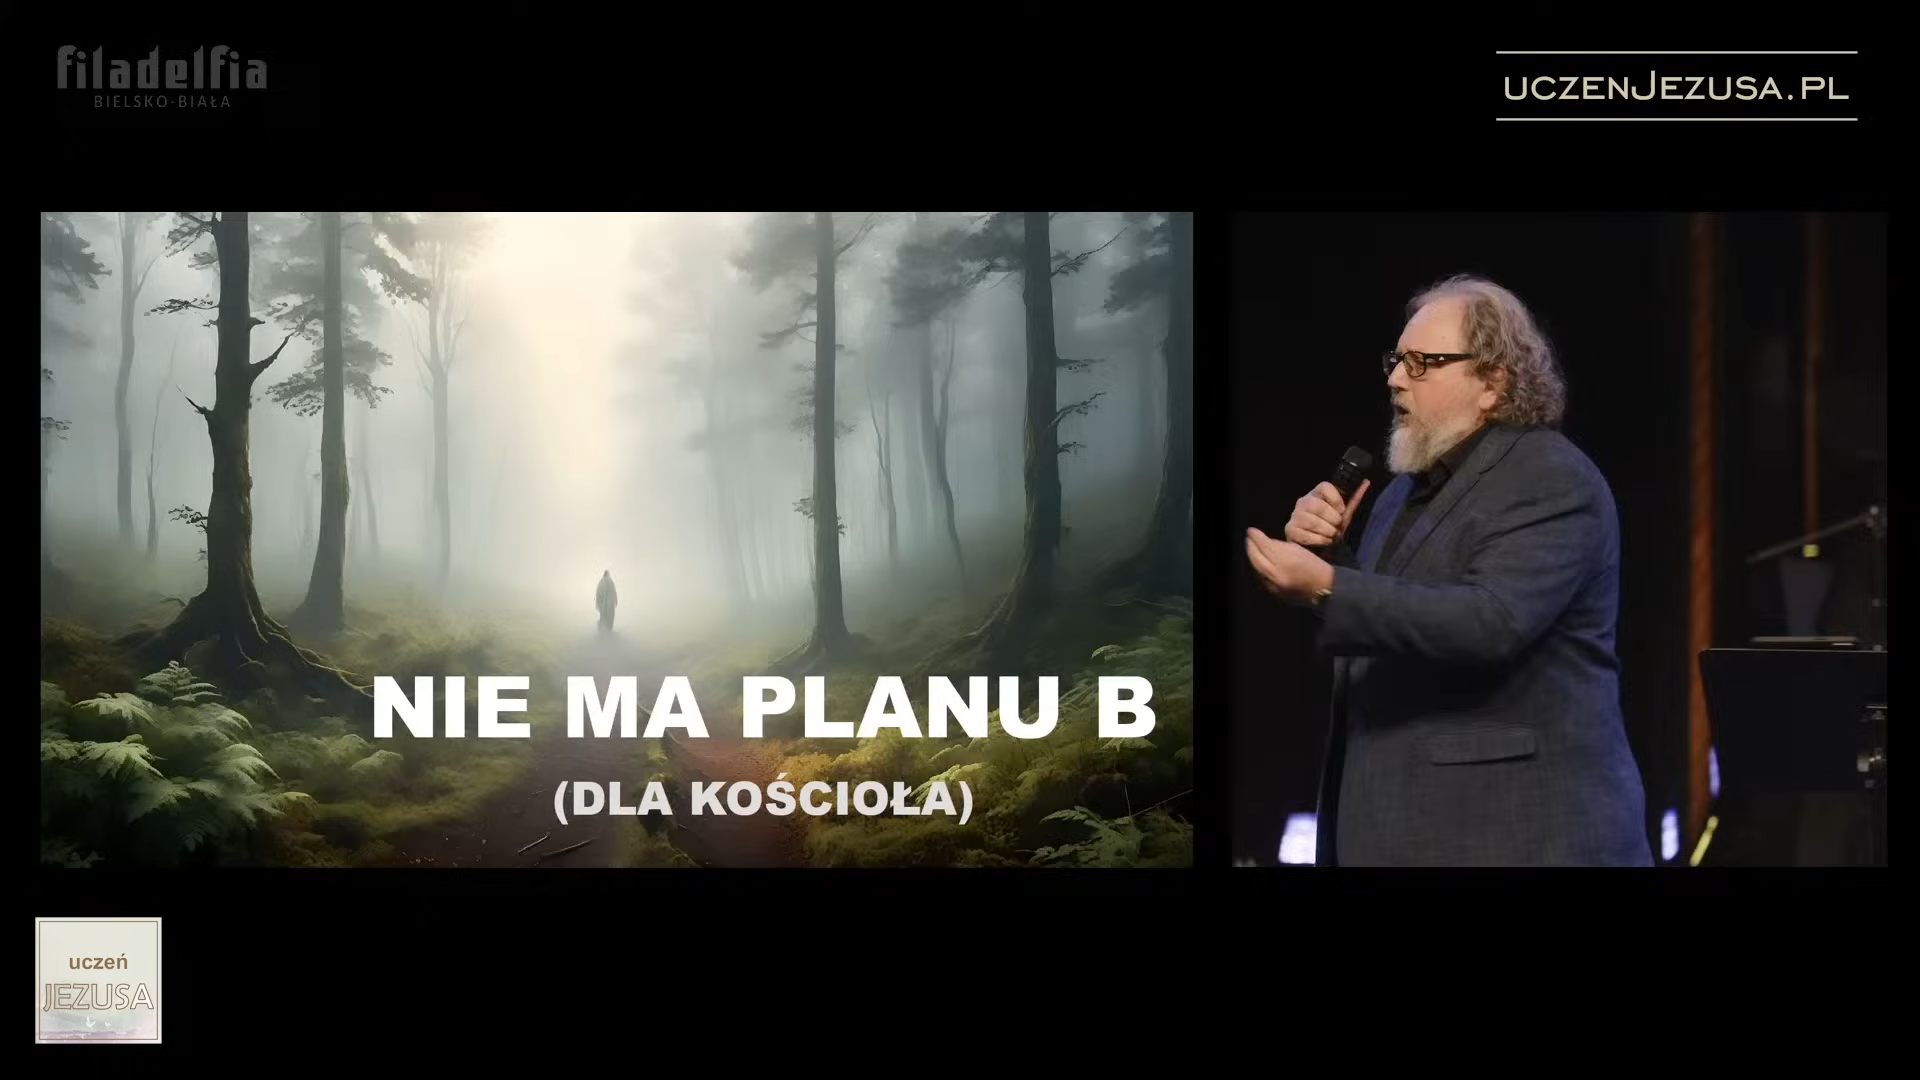 filadelfia
BIELSKO-BIAŁA
UCZENJEZUSA.PL
NIE MA PLANU B
(DLA KOŚCIOŁA)
uczeń
JEZUSA